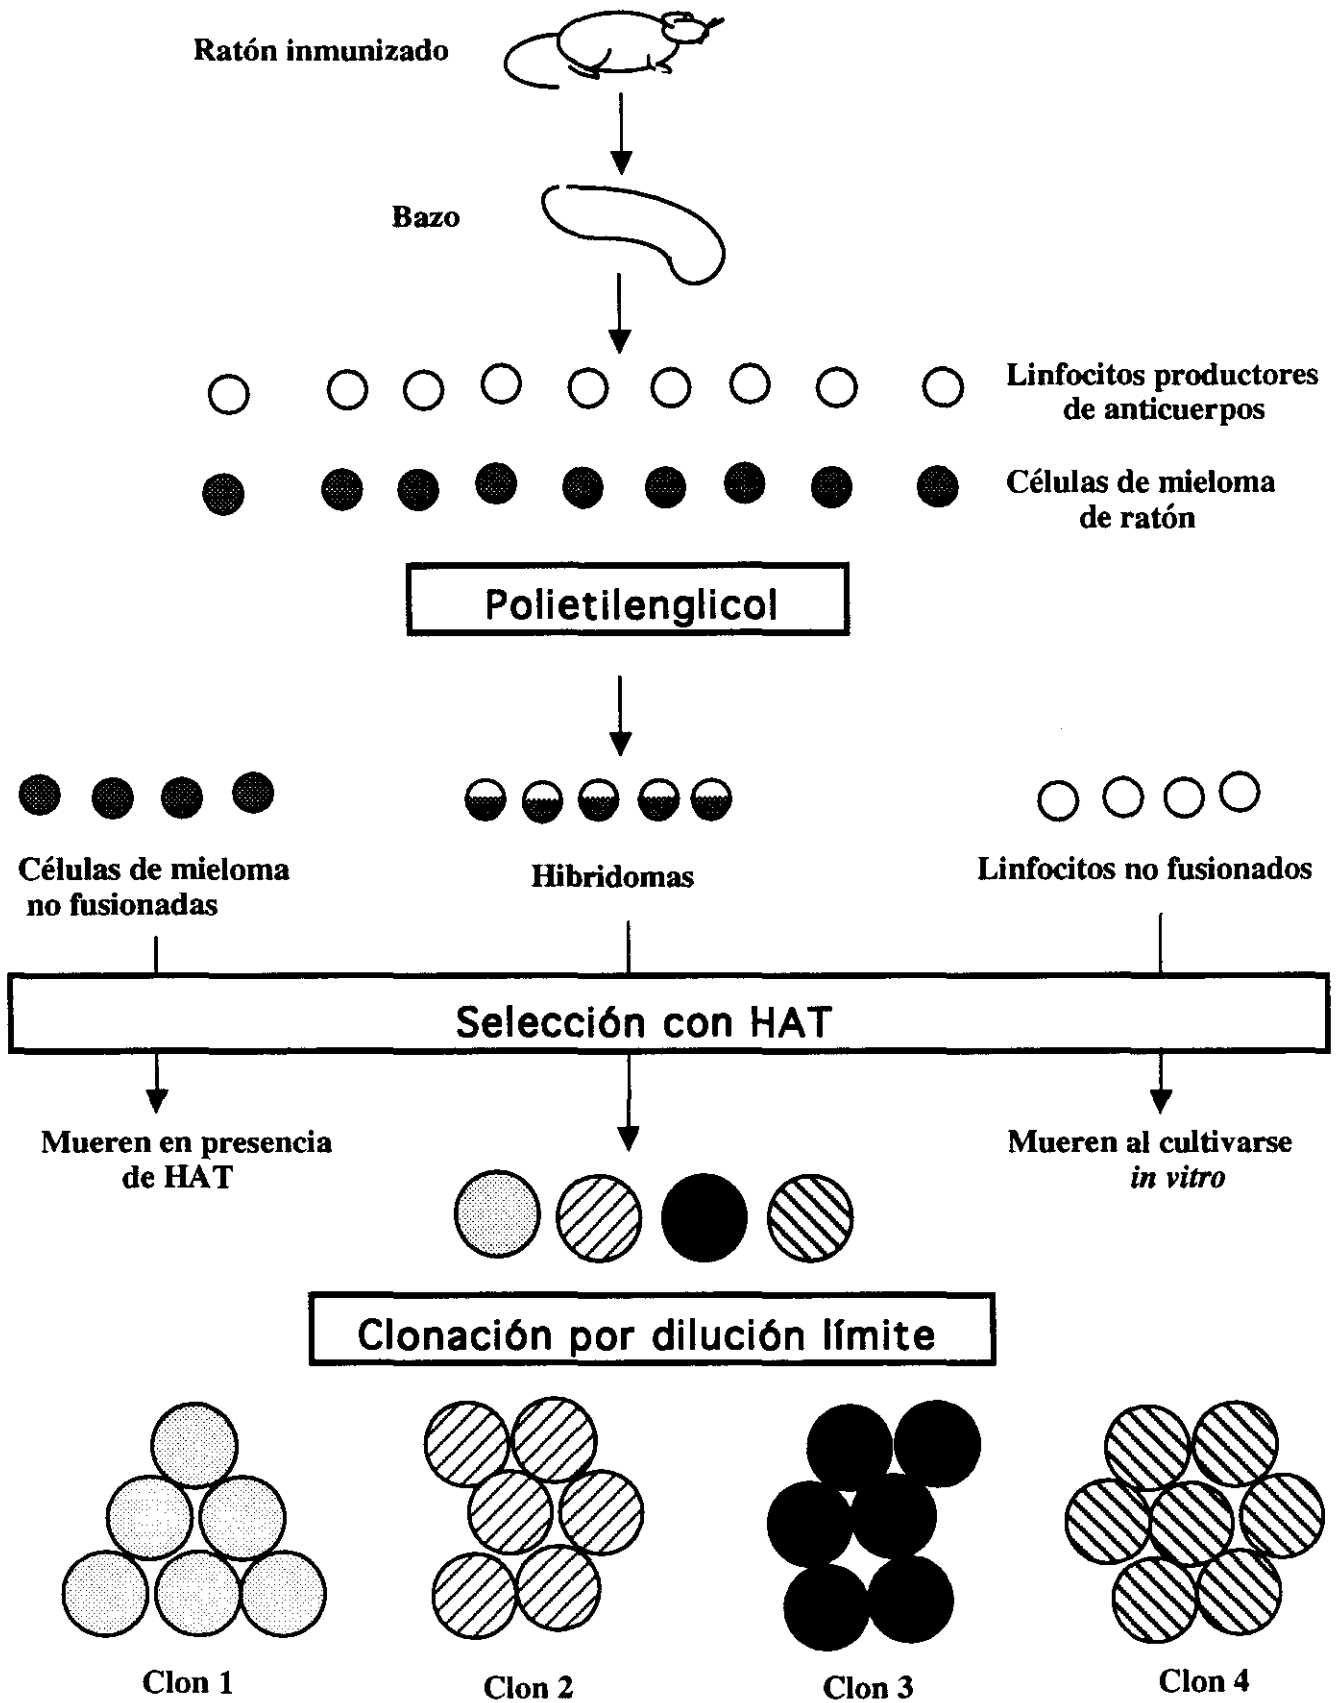 Ratón inmunizado
Bazo
Linfocitos productores
de anticuerpos
Células de mieloma
de ratón
Polietilenglicol
Células de mieloma
no fusionadas
Hibridomas
Linfocitos no fusionados
Selección con HAT
Mueren en presencia
de HAT
Mueren al cultivarse
in vitro
Clonación por dilución límite
Clon 1
Clon 2
Clon 3
Clon 4